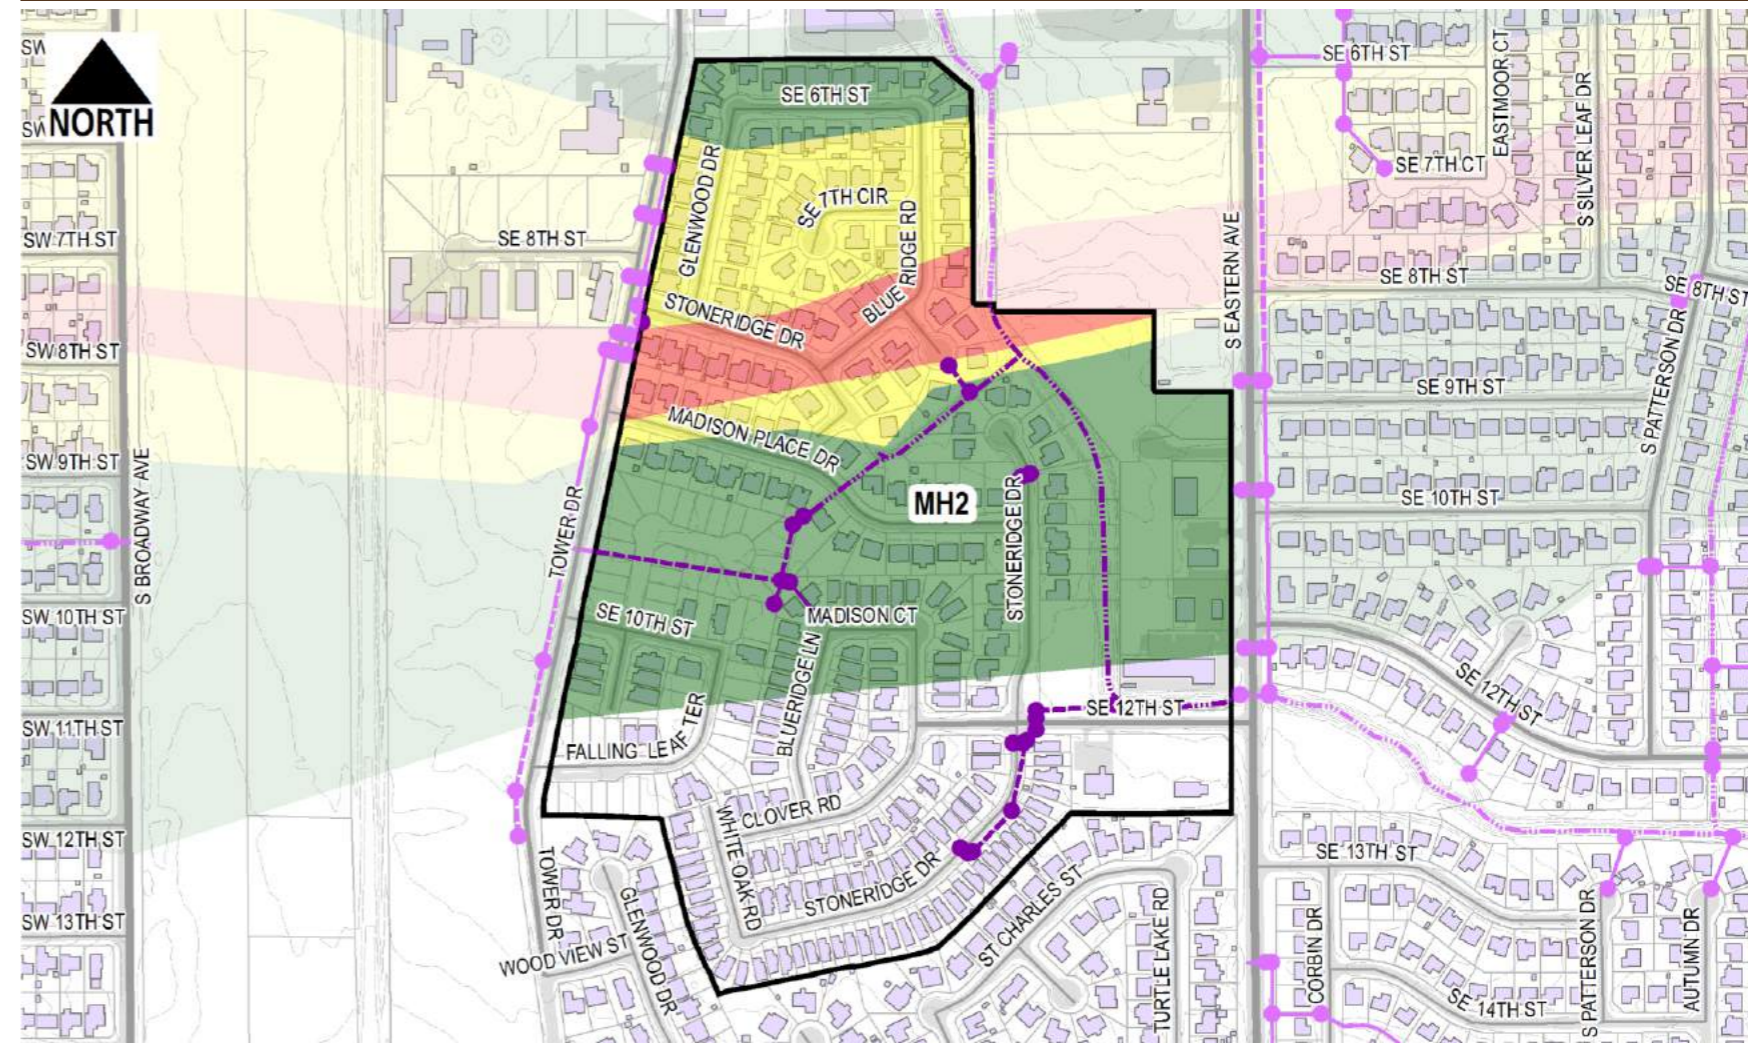 SW
SE 6TH ST
EASTMOOR CT
SE 6TH ST
SW
NORTH
S SILVER LEAF DR
SE 7TH CT
GLENWOOD DR
SE 7TH CIR
BLUE RIDGE RD
SW 7TH ST
SE 8TH ST
S EASTERN AVE
SE 8TH ST
SE 8TH ST
STONERIDGE DR
SW 8TH ST
S PATTERSON DR
SE 9TH ST
MADISON PLACE DR
SW 9TH ST
S BROADWAY AVE
TOWER DR
MH2
STONERIDGE DR
SE 10TH ST
SW 10TH ST
SE 10TH ST
MADISON CT
BLUERIDGE LN
SE 12TH ST
SE 12TH ST
SW 11TH ST
FALLING LEAF TER
CLOVER RD
WHITE OAK RD
SW 12TH ST
SE 13TH ST
TOWER DR
GLENWOOD DR
STONERIDGE DR
ST CHARLES ST
TURTLE LAKE RD
CORBIN DR
S PATTERSON DR
AUTUMN DR
SW 13TH ST
WOOD VIEW ST
SE 14TH ST